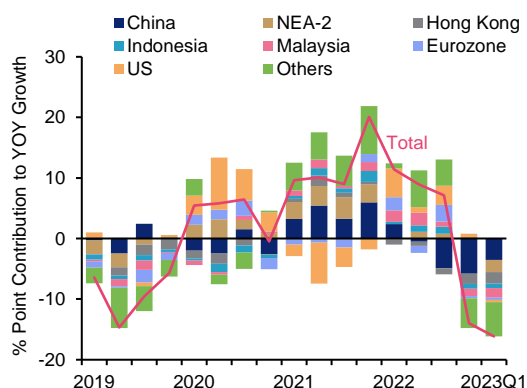 China NEA-2 Hong Kong
Indonesia Malaysia Eurozone
US Others
% Point Contribution to YOY Growth
30
20
10
0
-10
-20
Total
2019 2020 2021 2022 2023Q1